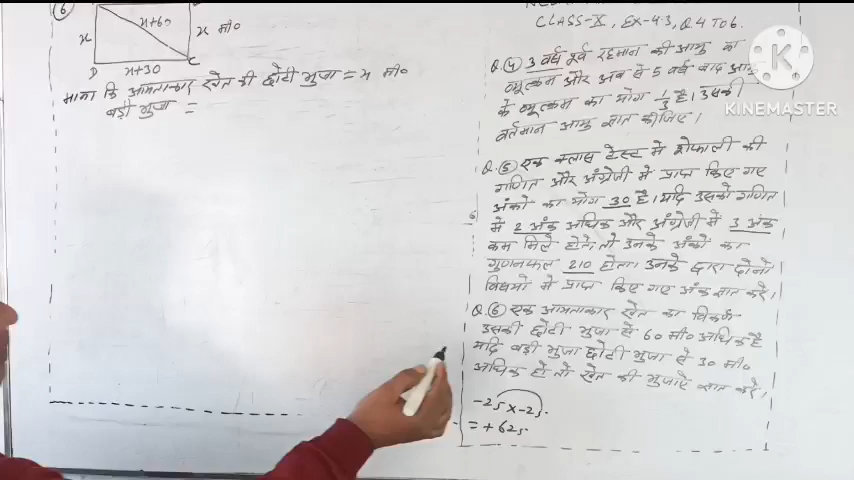 ⑥
x+60
x
x मी०
D
C
x+30
माना कि आयताकार खेत की छोटी भुजा = x मी०
बड़ी भुजा =
CLASS-X, EX-4.3, Q.4 TO 6.
Q.④ 3 वर्ष पूर्व रहमान की आयु का
व्युत्क्रम और अब से 5 वर्ष बाद आयु
के व्युत्क्रम का योग 1/3 है। उसकी
वर्तमान आयु ज्ञात कीजिए।
Q.⑤ एक क्लास टेस्ट में शेफाली की
गणित और अंग्रेजी में प्राप्त किए गए
अंको का योग 30 है। यदि उसको गणित
में 2 अंक अधिक और अंग्रेजी में 3 अंक
कम मिले होते, तो उनके अंकों का
गुणनफल 210 होता। उनके द्वारा दोनों
विषयों में प्राप्त किए गए अंक ज्ञात करें।
Q.⑥ एक आयताकार खेत का विकर्ण
उसकी छोटी भुजा से 60 मी० अधिक है
यदि बड़ी भुजा छोटी भुजा से 30 मी०
अधिक हो तो खेत की भुजाएं ज्ञात करें।
-25 x -25.
= +625.
KINEMASTER